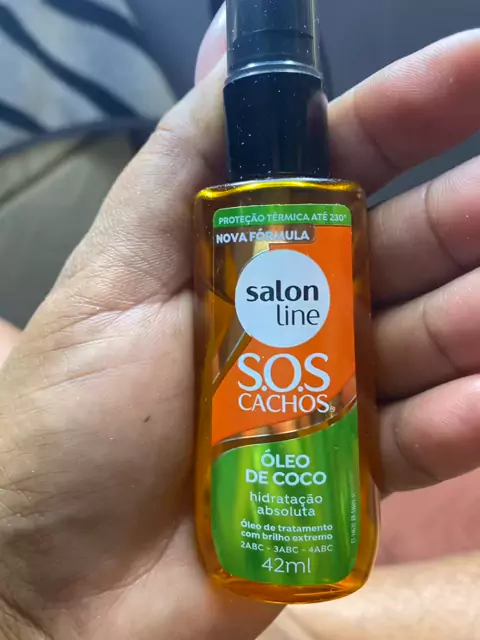 PROTEÇÃO TÉRMICA ATÉ 230°
NOVA FÓRMULA
salon
line
S.O.S
CACHOS®
ÓLEO
DE COCO
hidratação
absoluta
Óleo de tratamento
com brilho extremo
2ABC - 3ABC - 4ABC
42ml